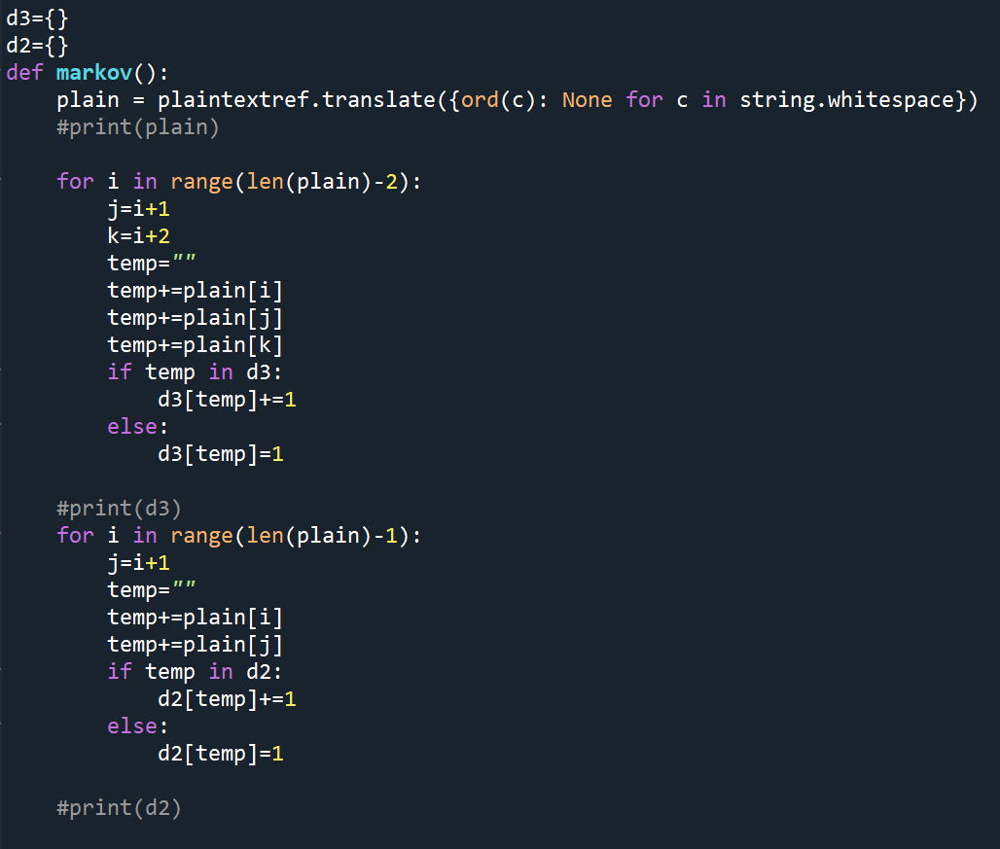 d3={}
d2={}
def markov():
    plain = plaintextref.translate({ord(c): None for c in string.whitespace})
    #print(plain)

    for i in range(len(plain)-2):
        j=i+1
        k=i+2
        temp=""
        temp+=plain[i]
        temp+=plain[j]
        temp+=plain[k]
        if temp in d3:
            d3[temp]+=1
        else:
            d3[temp]=1

    #print(d3)
    for i in range(len(plain)-1):
        j=i+1
        temp=""
        temp+=plain[i]
        temp+=plain[j]
        if temp in d2:
            d2[temp]+=1
        else:
            d2[temp]=1

    #print(d2)